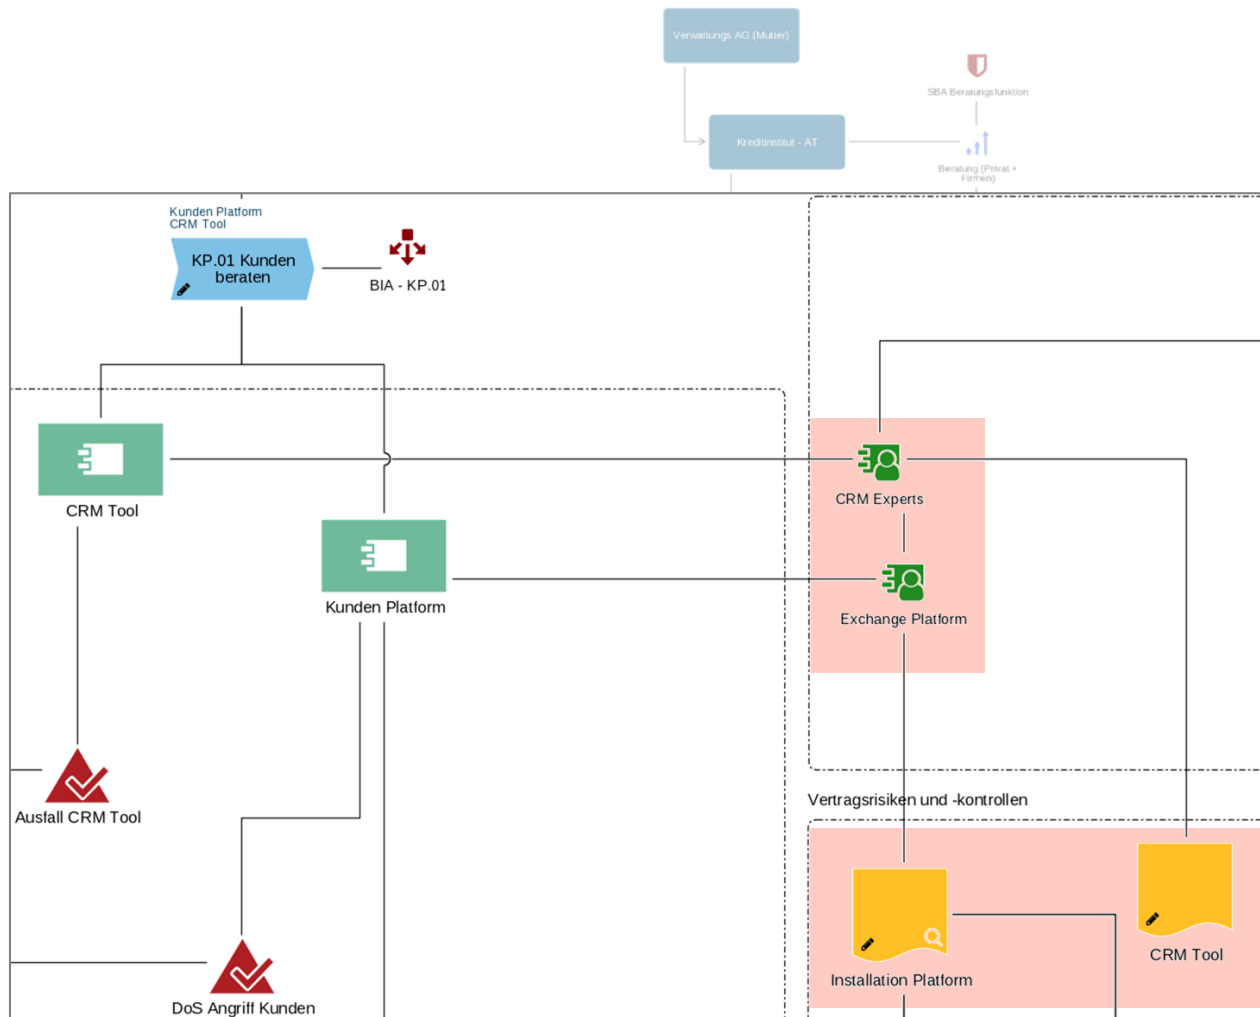 Verwaltungs AG (Mutter)
SBA Beratungsfunktion
Kreditinstitut - AT
Beratung (Privat +
Firmen)
Kunden Platform
CRM Tool
KP.01 Kunden
beraten
BIA - KP.01
CRM Tool
CRM Experts
Kunden Platform
Exchange Platform
Ausfall CRM Tool
Vertragsrisiken und -kontrollen
CRM Tool
Installation Platform
DoS Angriff Kunden